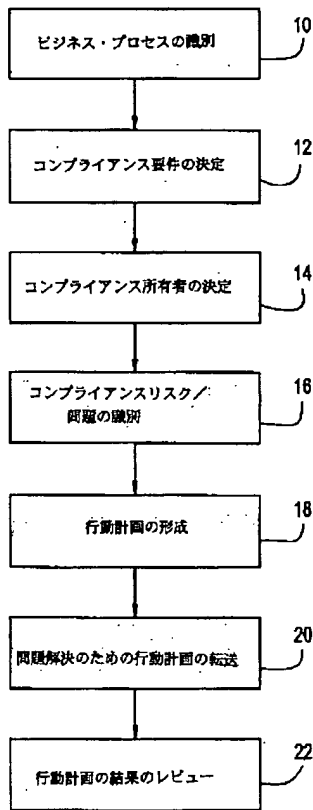 ビジネス・プロセスの識別
10
コンプライアンス要件の決定
12
コンプライアンス所有者の決定
14
コンプライアンスリスク／
問題の識別
16
行動計画の形成
18
問題解決のための行動計画の転送
20
行動計画の結果のレビュー
22